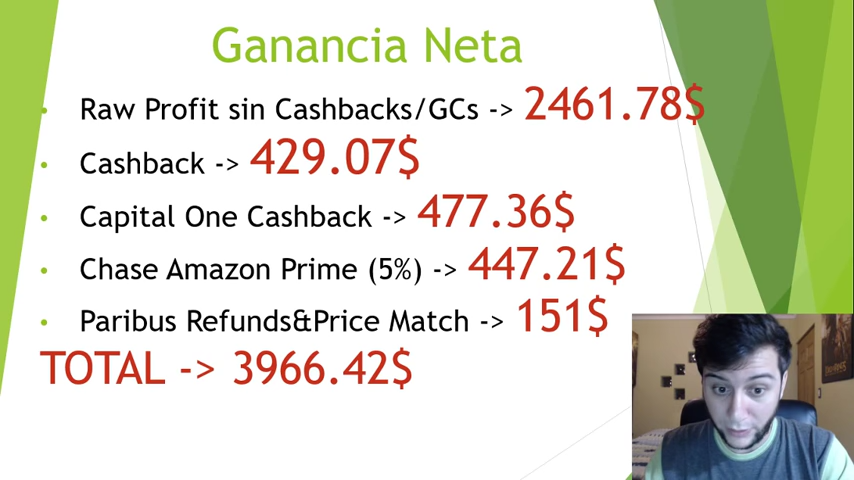 Ganancia Neta
• Raw Profit sin Cashbacks/GCs -> 2461.78$
• Cashback -> 429.07$
• Capital One Cashback -> 477.36$
• Chase Amazon Prime (5%) -> 447.21$
• Paribus Refunds&Price Match -> 151$
TOTAL -> 3966.42$